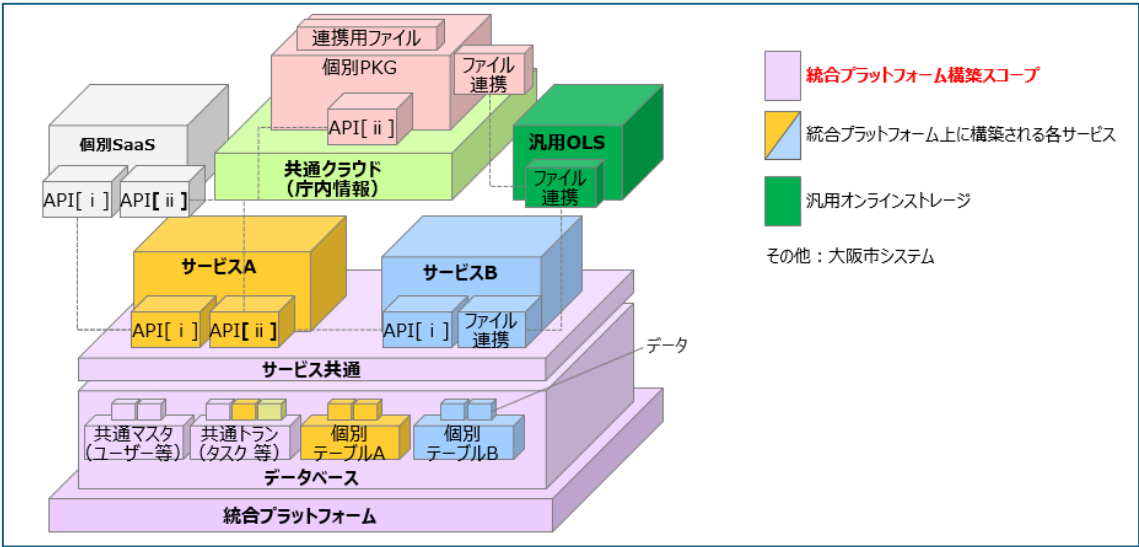 連携用ファイル
個別PKG
ファイル
連携
API[ ii ]
個別SaaS
API[ i ]
API[ ii ]
共通クラウド
(庁内情報)
汎用OLS
ファイル
連携
サービスA
API[ i ]
API[ ii ]
サービスB
API[ i ]
ファイル
連携
サービス共通
データ
共通マスタ
(ユーザー等)
共通トラン
(タスク 等)
個別
テーブルA
個別
テーブルB
データベース
統合プラットフォーム
統合プラットフォーム構築スコープ
統合プラットフォーム上に構築される各サービス
汎用オンラインストレージ
その他：大阪市システム